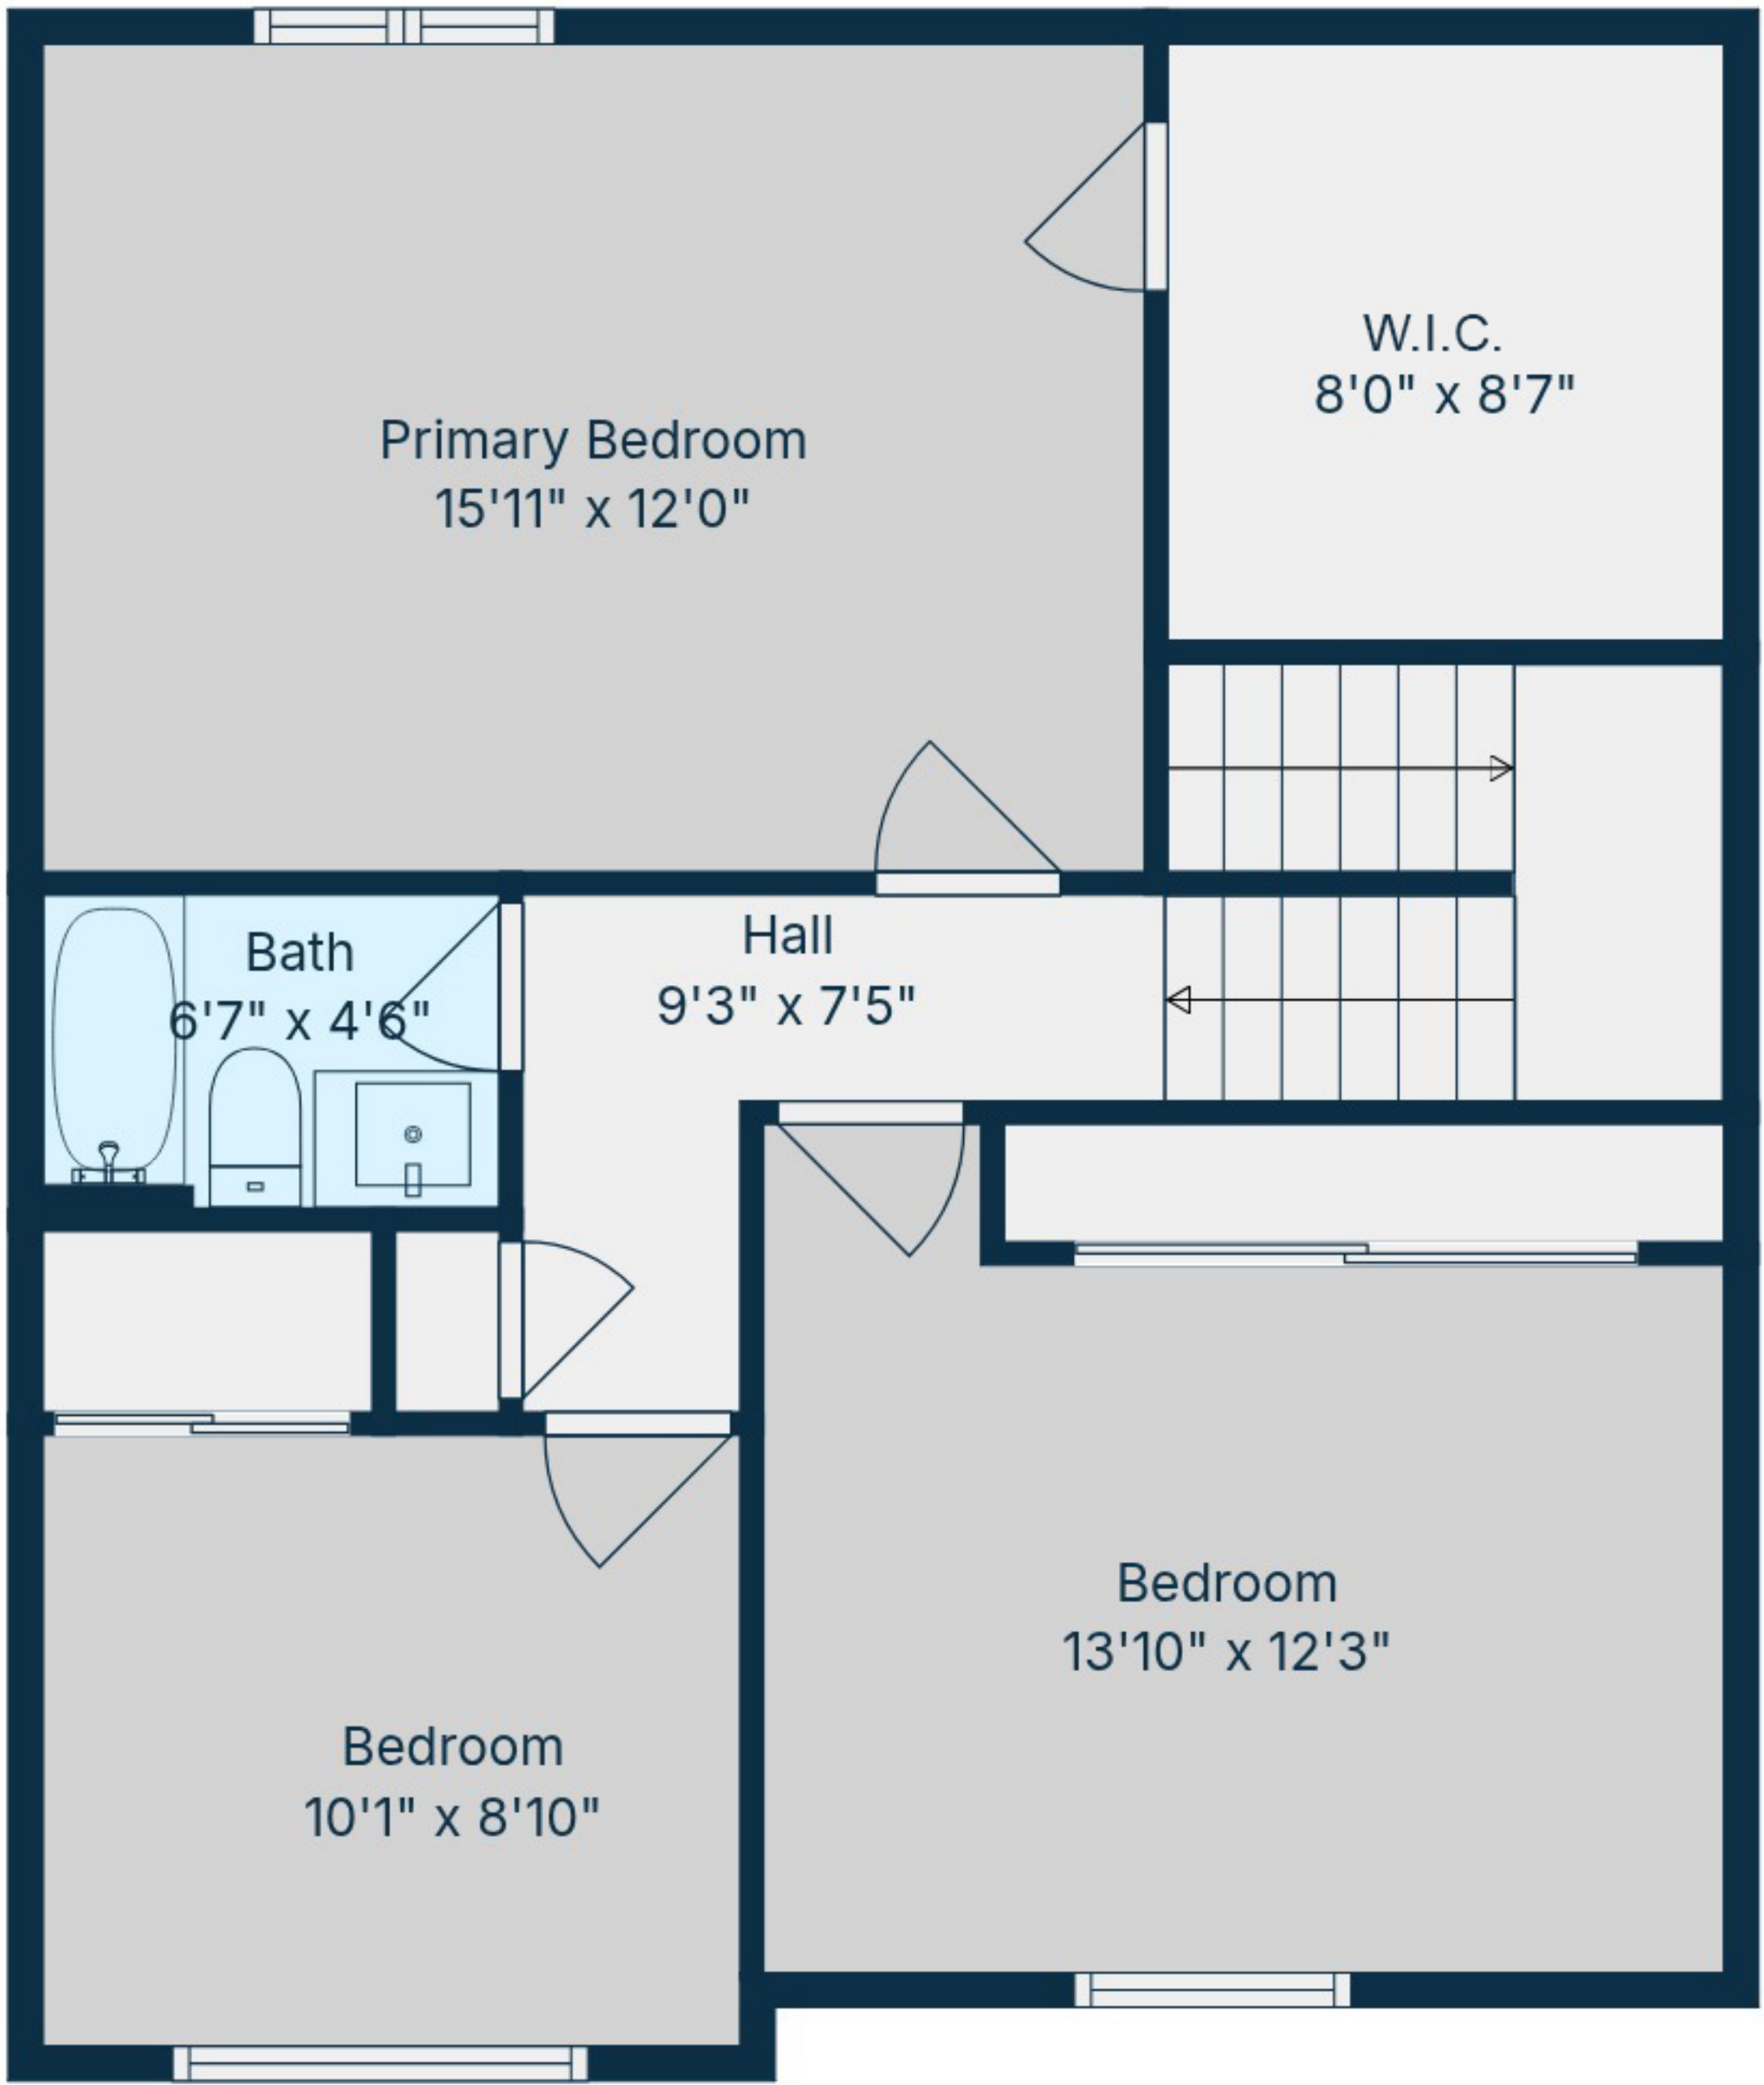 W.I.C.
8'0" x 8'7"
Primary Bedroom
15'11" x 12'0"
Bath
6'7" x 4'6"
Hall
9'3" x 7'5"
Bedroom
13'10" x 12'3"
Bedroom
10'1" x 8'10"